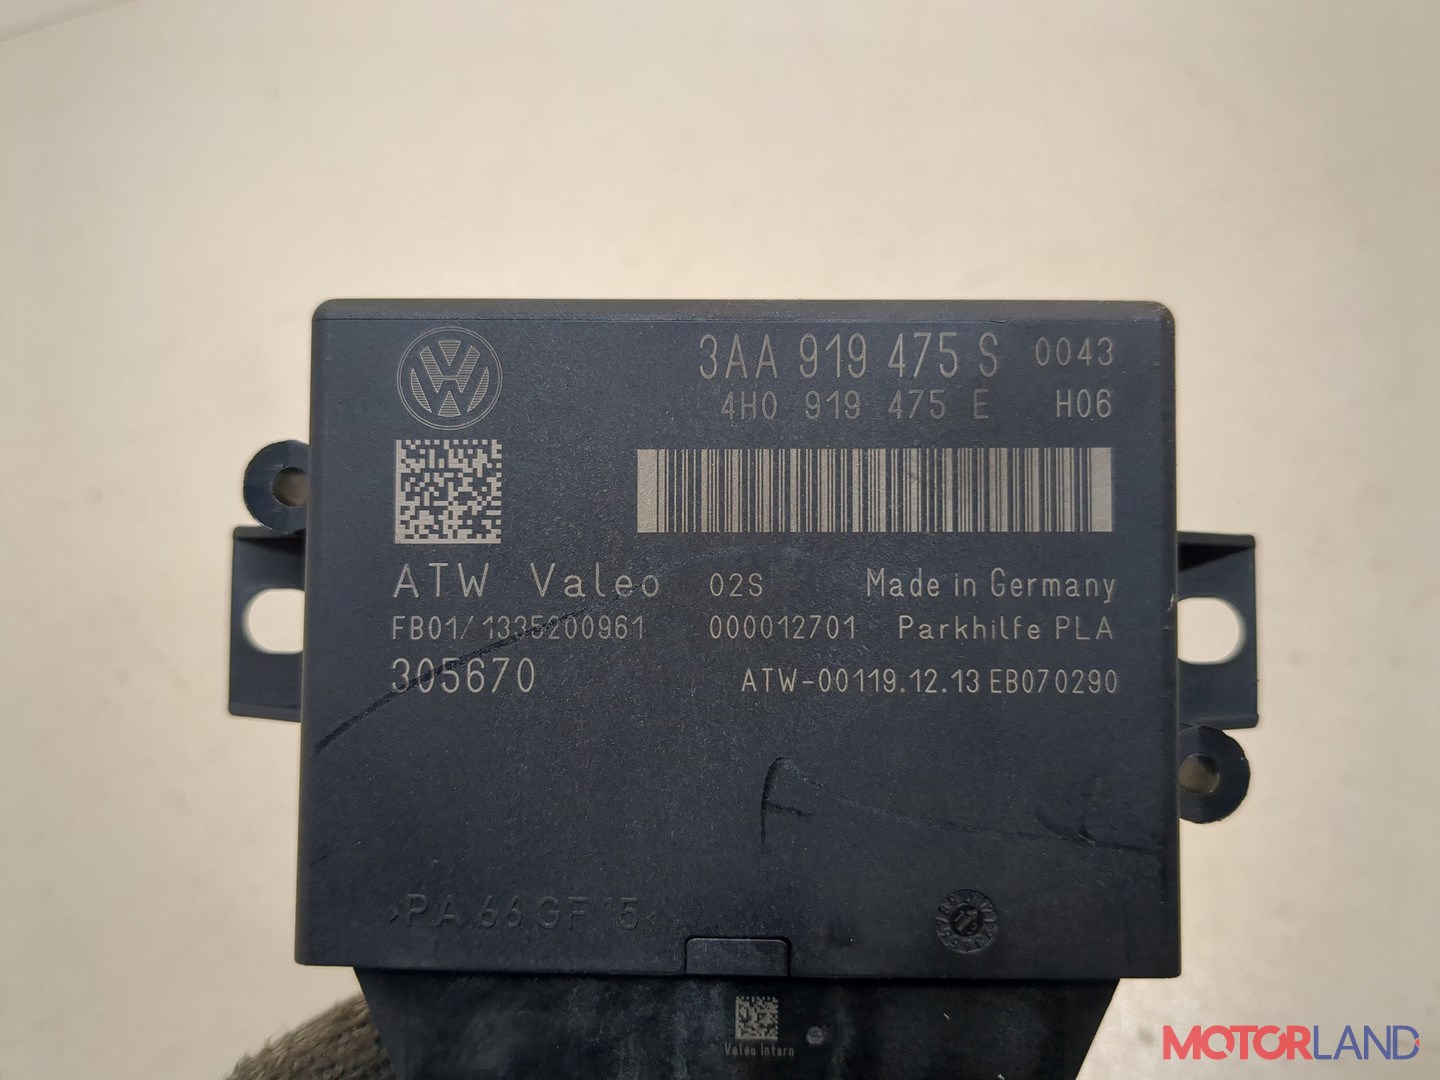 3AA 919 475 S 0043
4H0 919 475 E H06
ATW Valeo 02S Made in Germany
FB01/1335200961 000012701 Parkhilfe PLA
305670 ATW-00119.12.13 EB070290
>PA 66 GF 15<
Valeo Intern
MOTORLAND